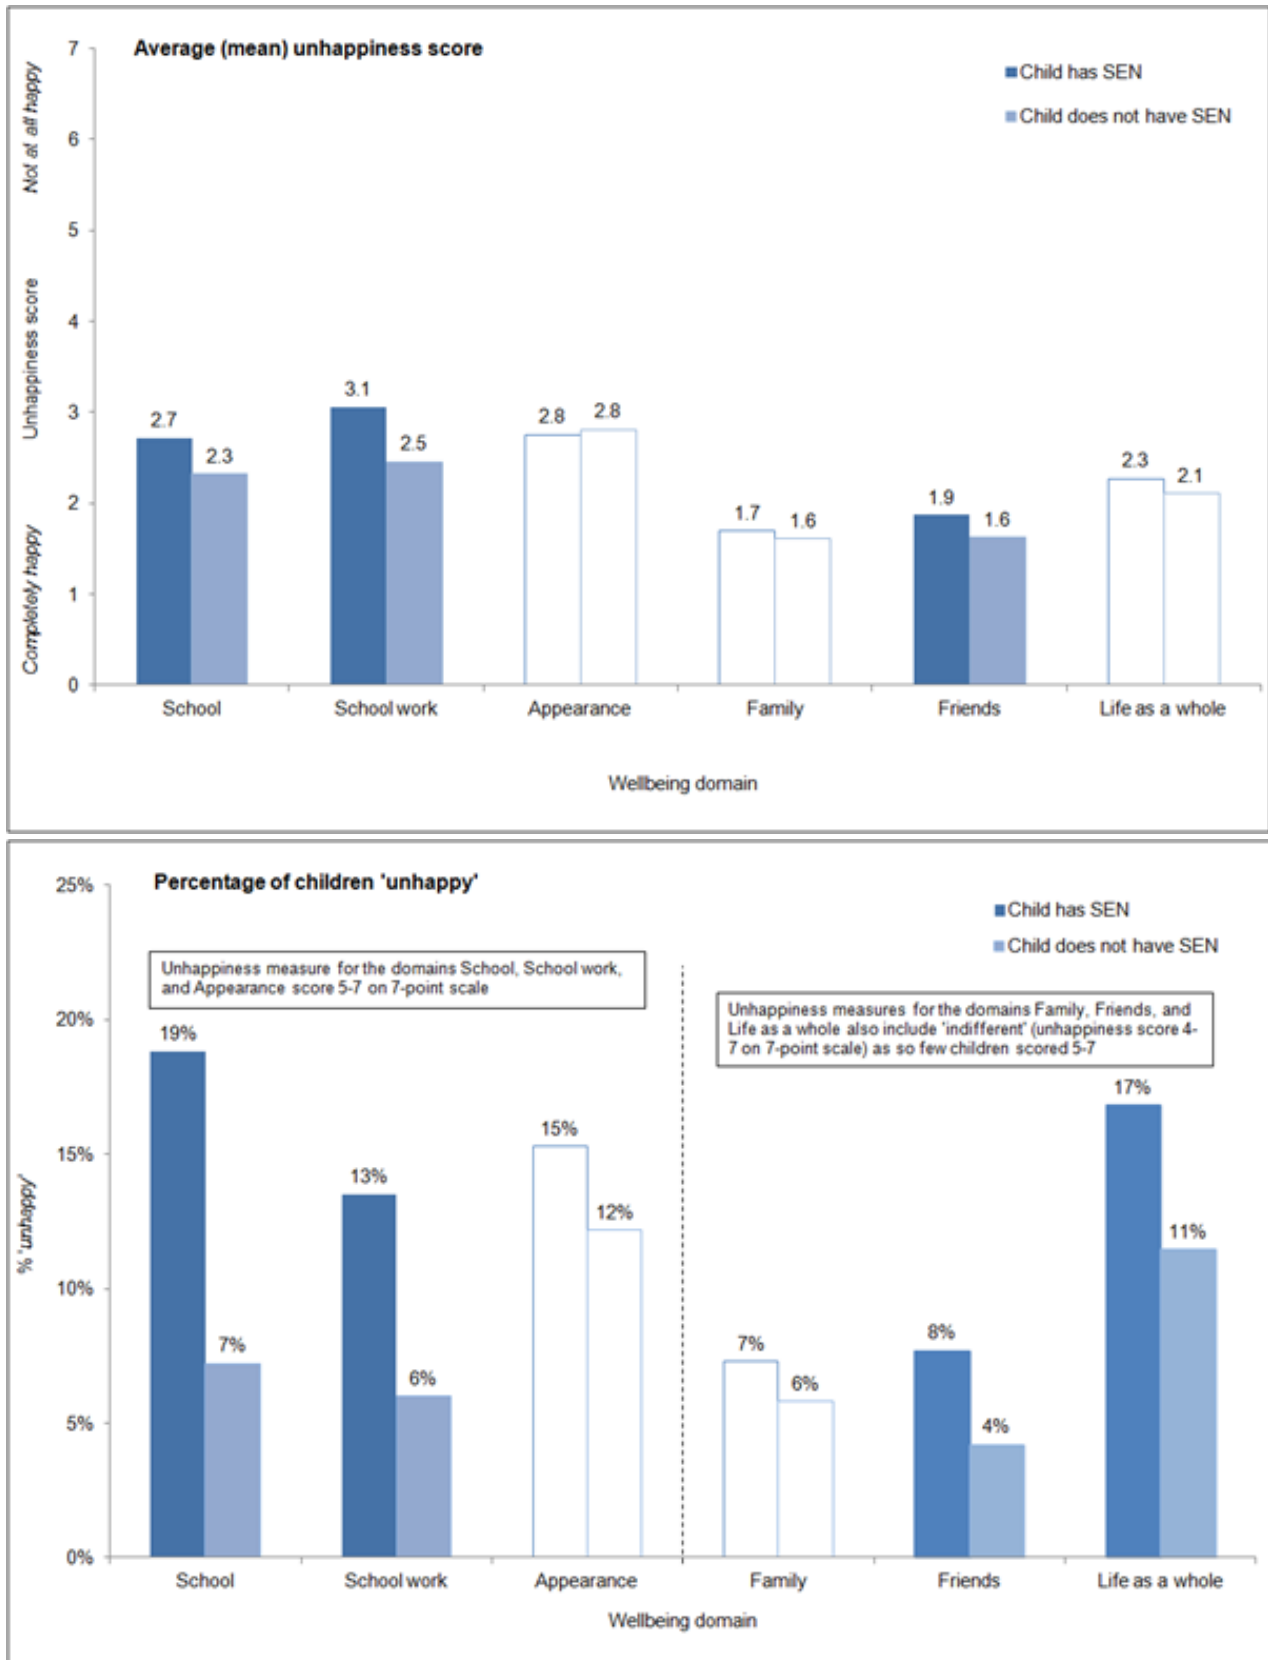 Average (mean) unhappiness score
Child has SEN
Child does not have SEN
Not at all happy
Unhappiness score
Completely happy
7
6
5
4
3
2
1
0
2.7
2.3
3.1
2.5
2.8
2.8
1.7
1.6
1.9
1.6
2.3
2.1
School
School work
Appearance
Family
Friends
Life as a whole
Wellbeing domain
Percentage of children 'unhappy'
Child has SEN
Child does not have SEN
Unhappiness measure for the domains School, School work,
and Appearance score 5-7 on 7-point scale
Unhappiness measures for the domains Family, Friends, and
Life as a whole also include 'indifferent' (unhappiness score 4-
7 on 7-point scale) as so few children scored 5-7
% 'unhappy'
25%
20%
15%
10%
5%
0%
19%
7%
13%
6%
15%
12%
7%
6%
8%
4%
17%
11%
School
School work
Appearance
Family
Friends
Life as a whole
Wellbeing domain